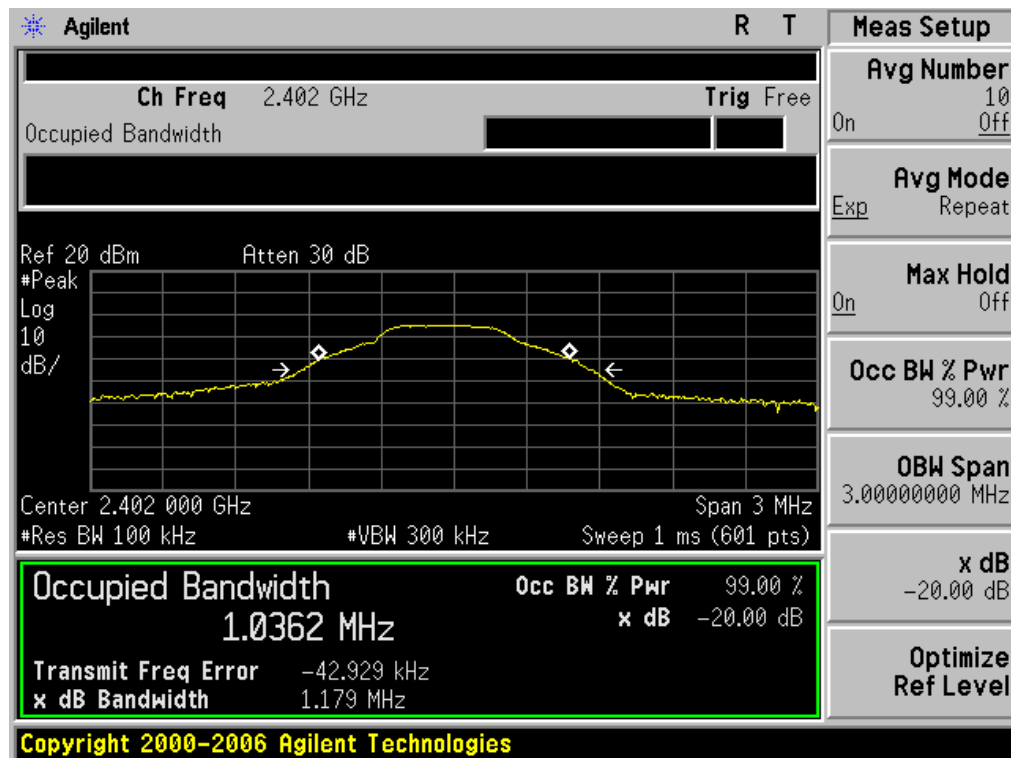 Agilent R T
Ch Freq 2.402 GHz Trig Free
Occupied Bandwidth
Ref 20 dBm Atten 30 dB
#Peak
Log
10
dB/
Center 2.402 000 GHz Span 3 MHz
#Res BW 100 kHz #VBW 300 kHz Sweep 1 ms (601 pts)
Occupied Bandwidth Occ BW % Pwr 99.00 %
1.0362 MHz x dB -20.00 dB
Transmit Freq Error -42.929 kHz
x dB Bandwidth 1.179 MHz
Copyright 2000-2006 Agilent Technologies
Meas Setup
Avg Number
10
On Off
Avg Mode
Exp Repeat
Max Hold
On Off
Occ BW % Pwr
99.00 %
OBW Span
3.00000000 MHz
x dB
-20.00 dB
Optimize
Ref Level